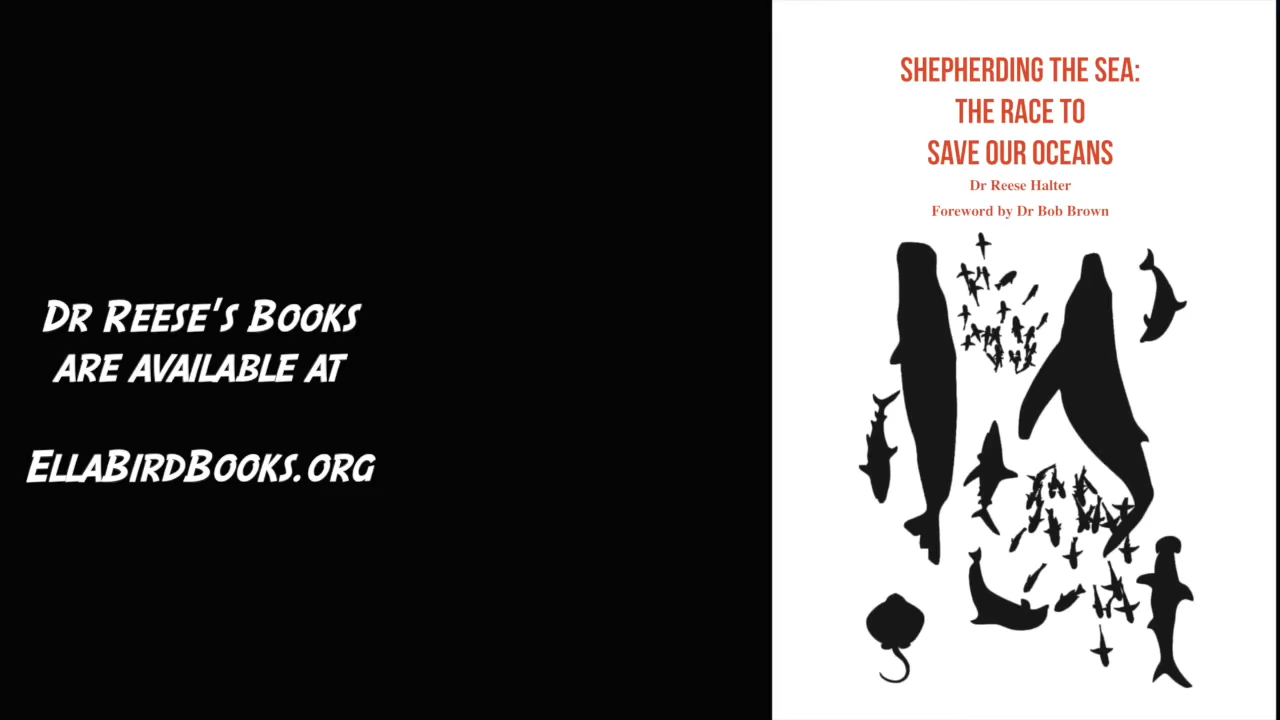 Dr Reese's Books
are available at
EllaBirdBooks.org
SHEPHERDING THE SEA:
THE RACE TO
SAVE OUR OCEANS
Dr Reese Halter
Foreword by Dr Bob Brown